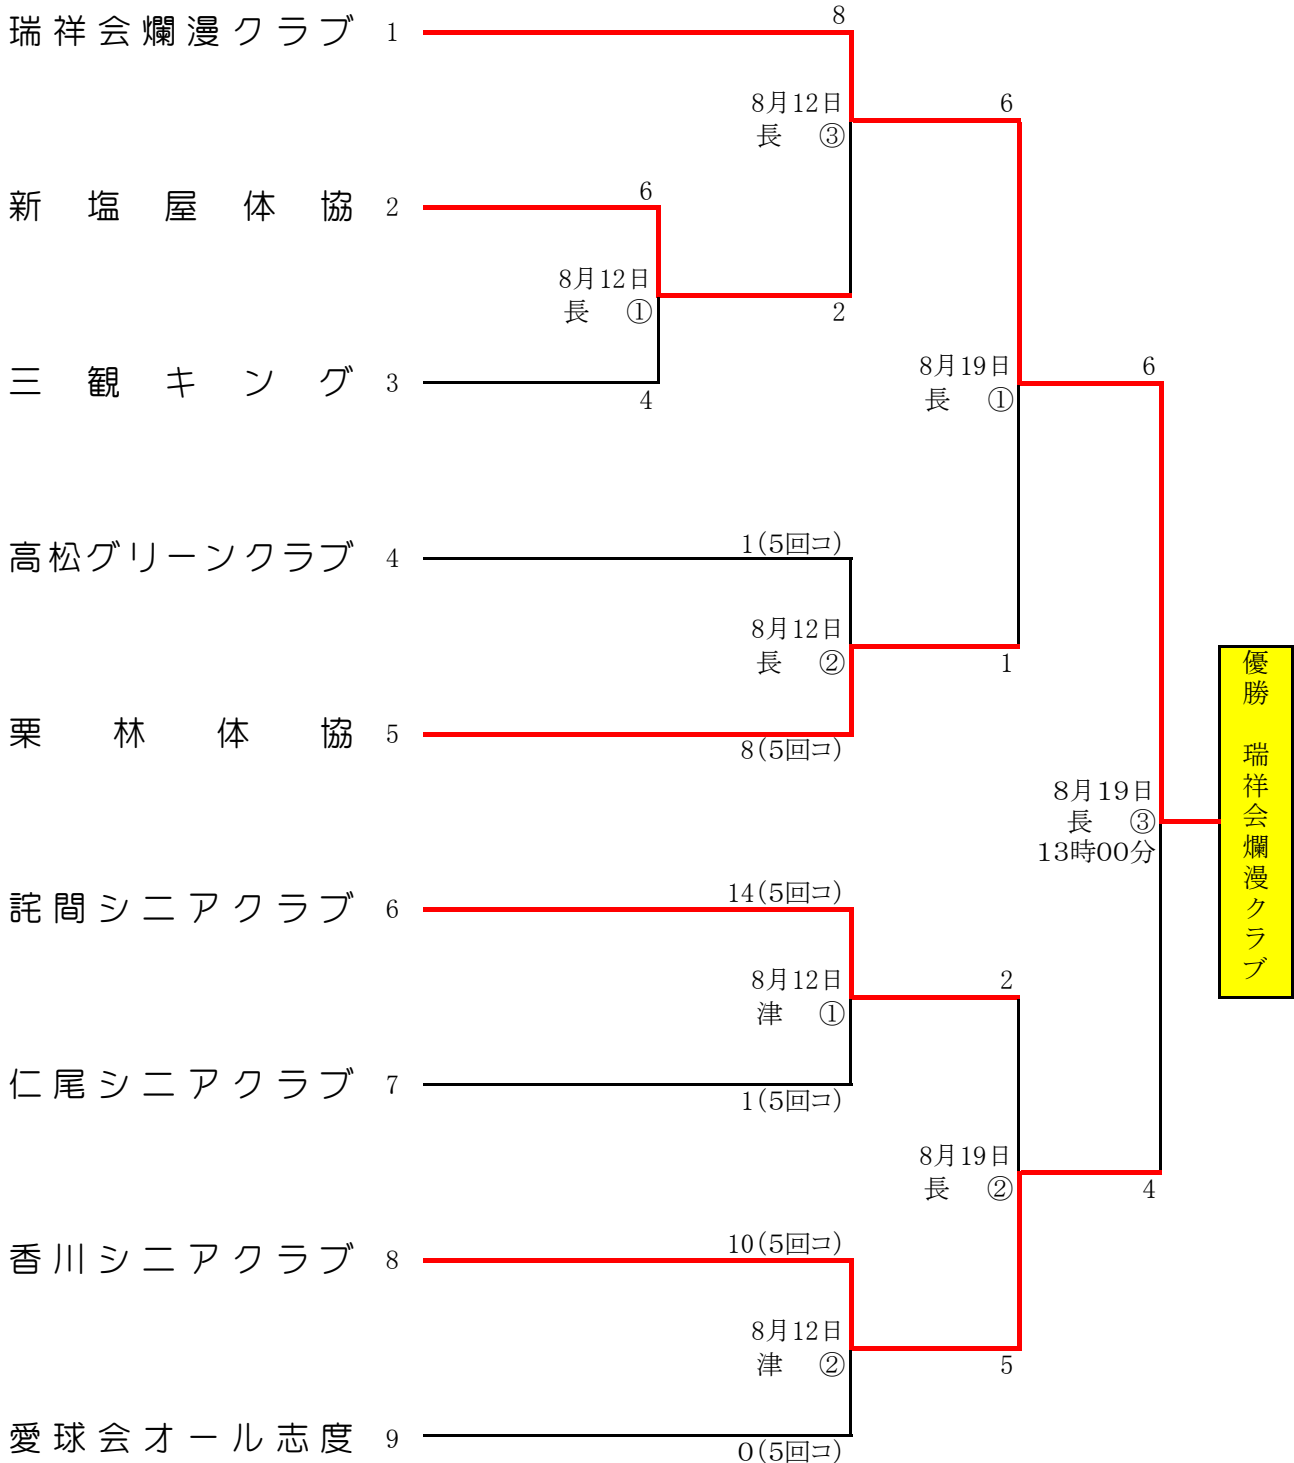 瑞祥会爛漫クラブ 1
8
8月12日
長 ③
6
新塩屋体協 2
6
8月12日
長 ①
2
三観キング 3
4
8月19日
長 ①
6
高松グリーンクラブ 4
1(5回コ)
8月12日
長 ②
1
栗林体協 5
8(5回コ)
8月19日
長 ③
13時00分
優勝 瑞祥会爛漫クラブ
詫間シニアクラブ 6
14(5回コ)
8月12日
津 ①
2
仁尾シニアクラブ 7
1(5回コ)
8月19日
長 ②
4
香川シニアクラブ 8
10(5回コ)
8月12日
津 ②
5
愛球会オール志度 9
0(5回コ)